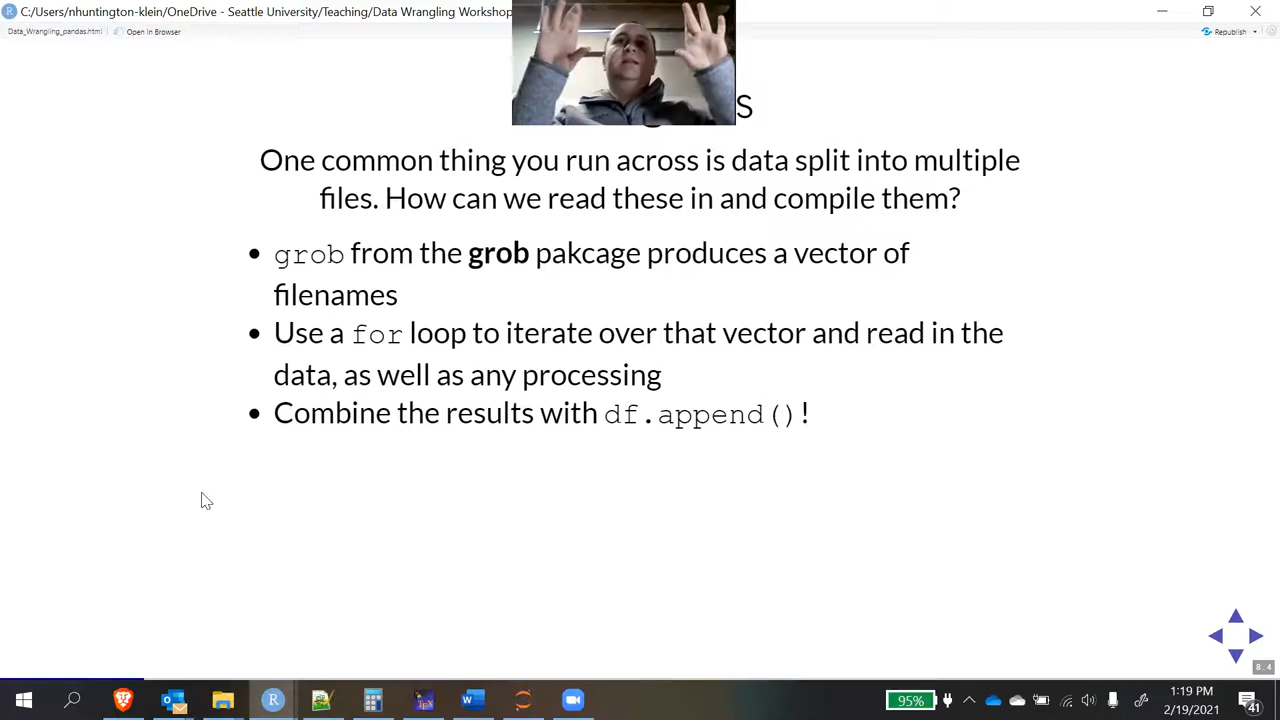 C:/Users/nhuntington-klein/OneDrive - Seattle University/Teaching/Data Wrangling Workshop
Data_Wrangling_pandas.html Open in Browser Republish
One common thing you run across is data split into multiple
files. How can we read these in and compile them?
• grob from the grob pakcage produces a vector of
filenames
• Use a for loop to iterate over that vector and read in the
data, as well as any processing
• Combine the results with df.append()!
8.4
95%
1:19 PM
2/19/2021
41